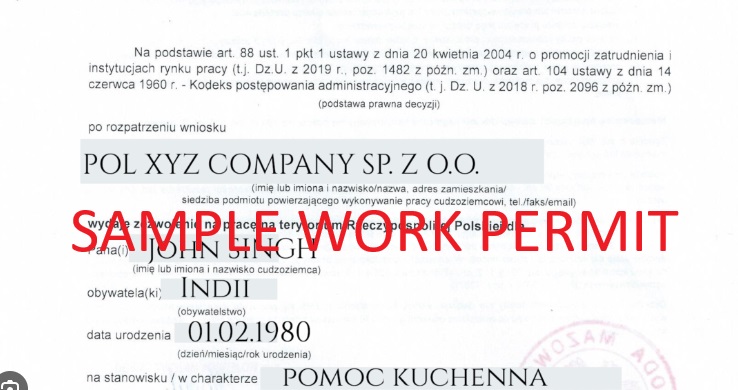 Na podstawie art. 88 ust. 1 pkt 1 ustawy z dnia 20 kwietnia 2004 r. o promocji zatrudnienia i
instytucjach rynku pracy (t.j. Dz.U. z 2019 r., poz. 1482 z późn. zm.) oraz art. 104 ustawy z dnia 14
czerwca 1960 r. - Kodeks postępowania administracyjnego (t. j. Dz. U. z 2018 r. poz. 2096 z późn. zm.)
(podstawa prawna decyzji)
po rozpatrzeniu wniosku
POL XYZ COMPANY SP. Z O.O.
(imię lub imiona i nazwisko/nazwa, adres zamieszkania/
siedziba podmiotu powierzającego wykonywanie pracy cudzoziemcowi, tel./faks/email)
wydaję zezwolenie na pracę na terytorium Rzeczypospolitej Polskiej dla
SAMPLE WORK PERMIT
Pana(i) JOHN SINGH
(imię lub imiona i nazwisko cudzoziemca)
obywatela(ki) INDII
(obywatelstwo)
data urodzenia 01.02.1980
(dzień/miesiąc/rok urodzenia)
na stanowisku / w charakterze POMOC KUCHENNA
DA MAZOW